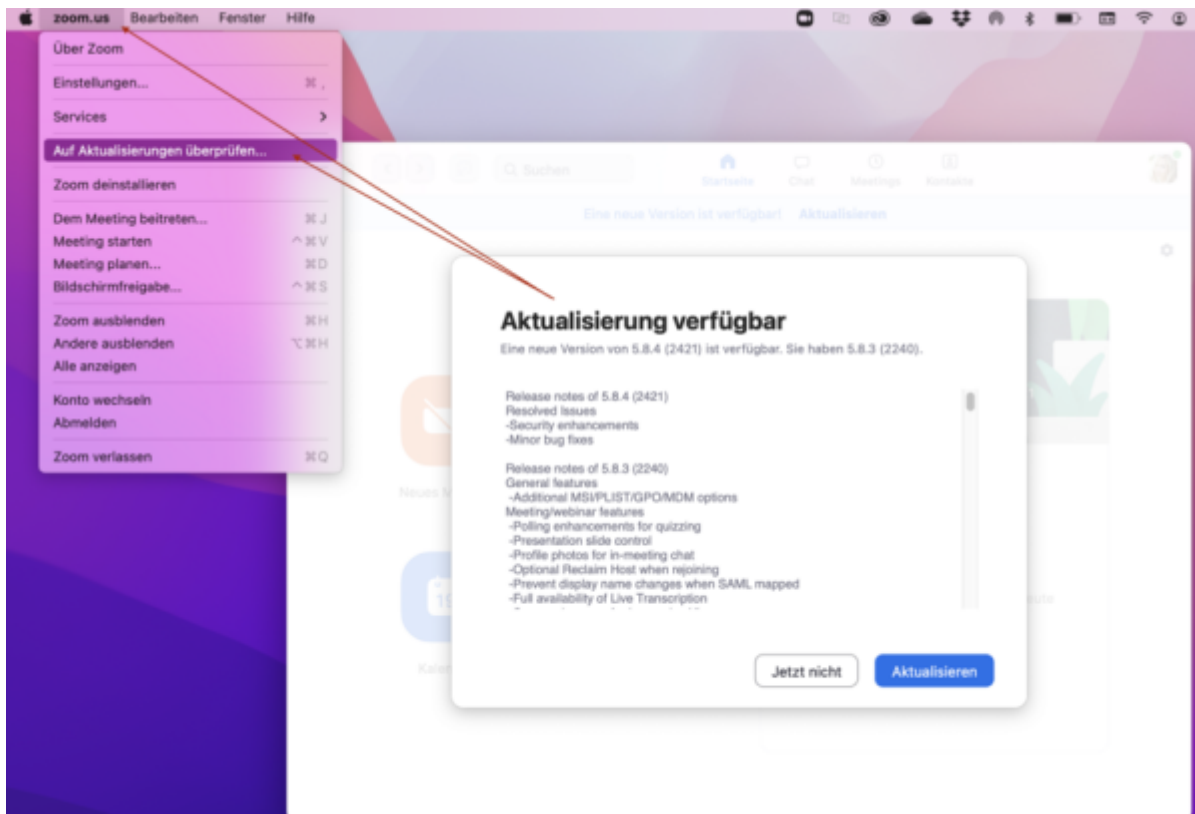 zoom.us Bearbeiten Fenster Hilfe
Über Zoom
Einstellungen... ⌘ ,
Services >
Auf Aktualisierungen überprüfen...
Zoom deinstallieren
Dem Meeting beitreten... ⌘ J
Meeting starten ^⌘V
Meeting planen... ⌘D
Bildschirmfreigabe... ^⌘S
Zoom ausblenden ⌘H
Andere ausblenden ⌥⌘H
Alle anzeigen
Konto wechseln
Abmelden
Zoom verlassen ⌘Q
Suchen
Startseite Chat Meetings Kontakte
Eine neue Version ist verfügbar! Aktualisieren
Aktualisierung verfügbar
Eine neue Version von 5.8.4 (2421) ist verfügbar. Sie haben 5.8.3 (2240).
Release notes of 5.8.4 (2421)
Resolved Issues
-Security enhancements
-Minor bug fixes
Release notes of 5.8.3 (2240)
General features
-Additional MSI/PLIST/GPO/MDM options
Meeting/webinar features
-Polling enhancements for quizzing
-Presentation slide control
-Profile photos for in-meeting chat
-Optional Reclaim Host when rejoining
-Prevent display name changes when SAML mapped
-Full availability of Live Transcription
Neues
19
Jetzt nicht Aktualisieren